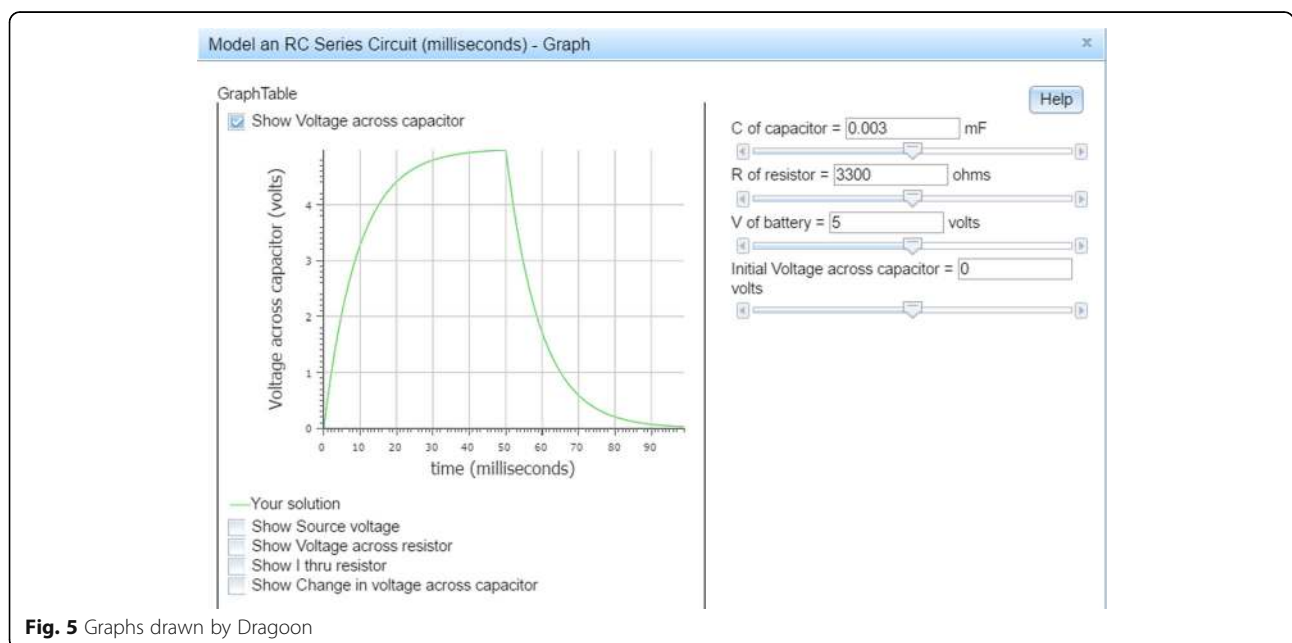 Model an RC Series Circuit (milliseconds) - Graph
x
GraphTable
Show Voltage across capacitor
Voltage across capacitor (volts)
4
3
2
1
0
0 10 20 30 40 50 60 70 80 90
time (milliseconds)
Your solution
Show Source voltage
Show Voltage across resistor
Show I thru resistor
Show Change in voltage across capacitor
Help
C of capacitor = 0.003 mF
R of resistor = 3300 ohms
V of battery = 5 volts
Initial Voltage across capacitor = 0
volts
Fig. 5 Graphs drawn by Dragoon